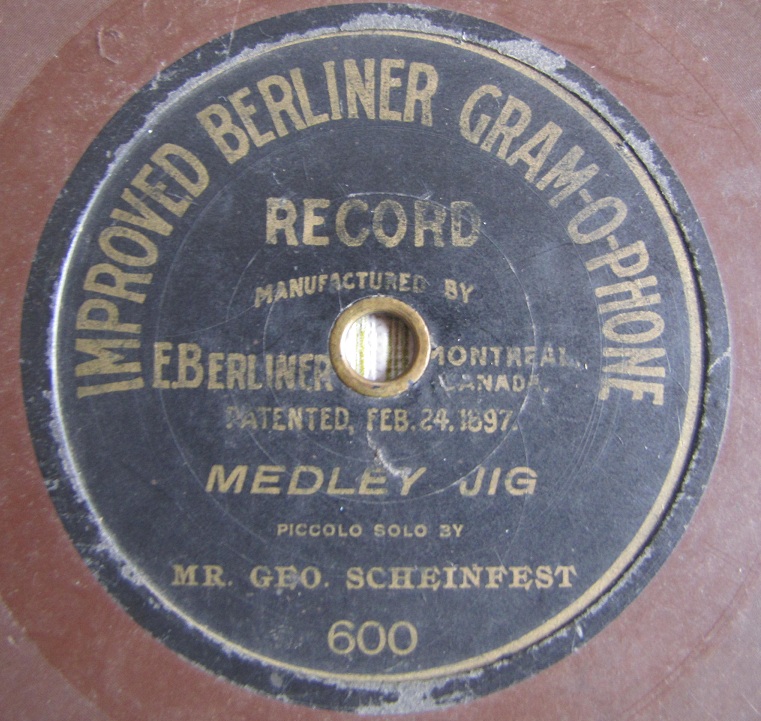 IMPROVED BERLINER GRAM-O-PHONE
RECORD
MANUFACTURED BY
E. BERLINER MONTREAL,
CANADA.
PATENTED, FEB. 24. 1897.
MEDLEY JIG
PICCOLO SOLO BY
MR. GEO. SCHEINFEST
600